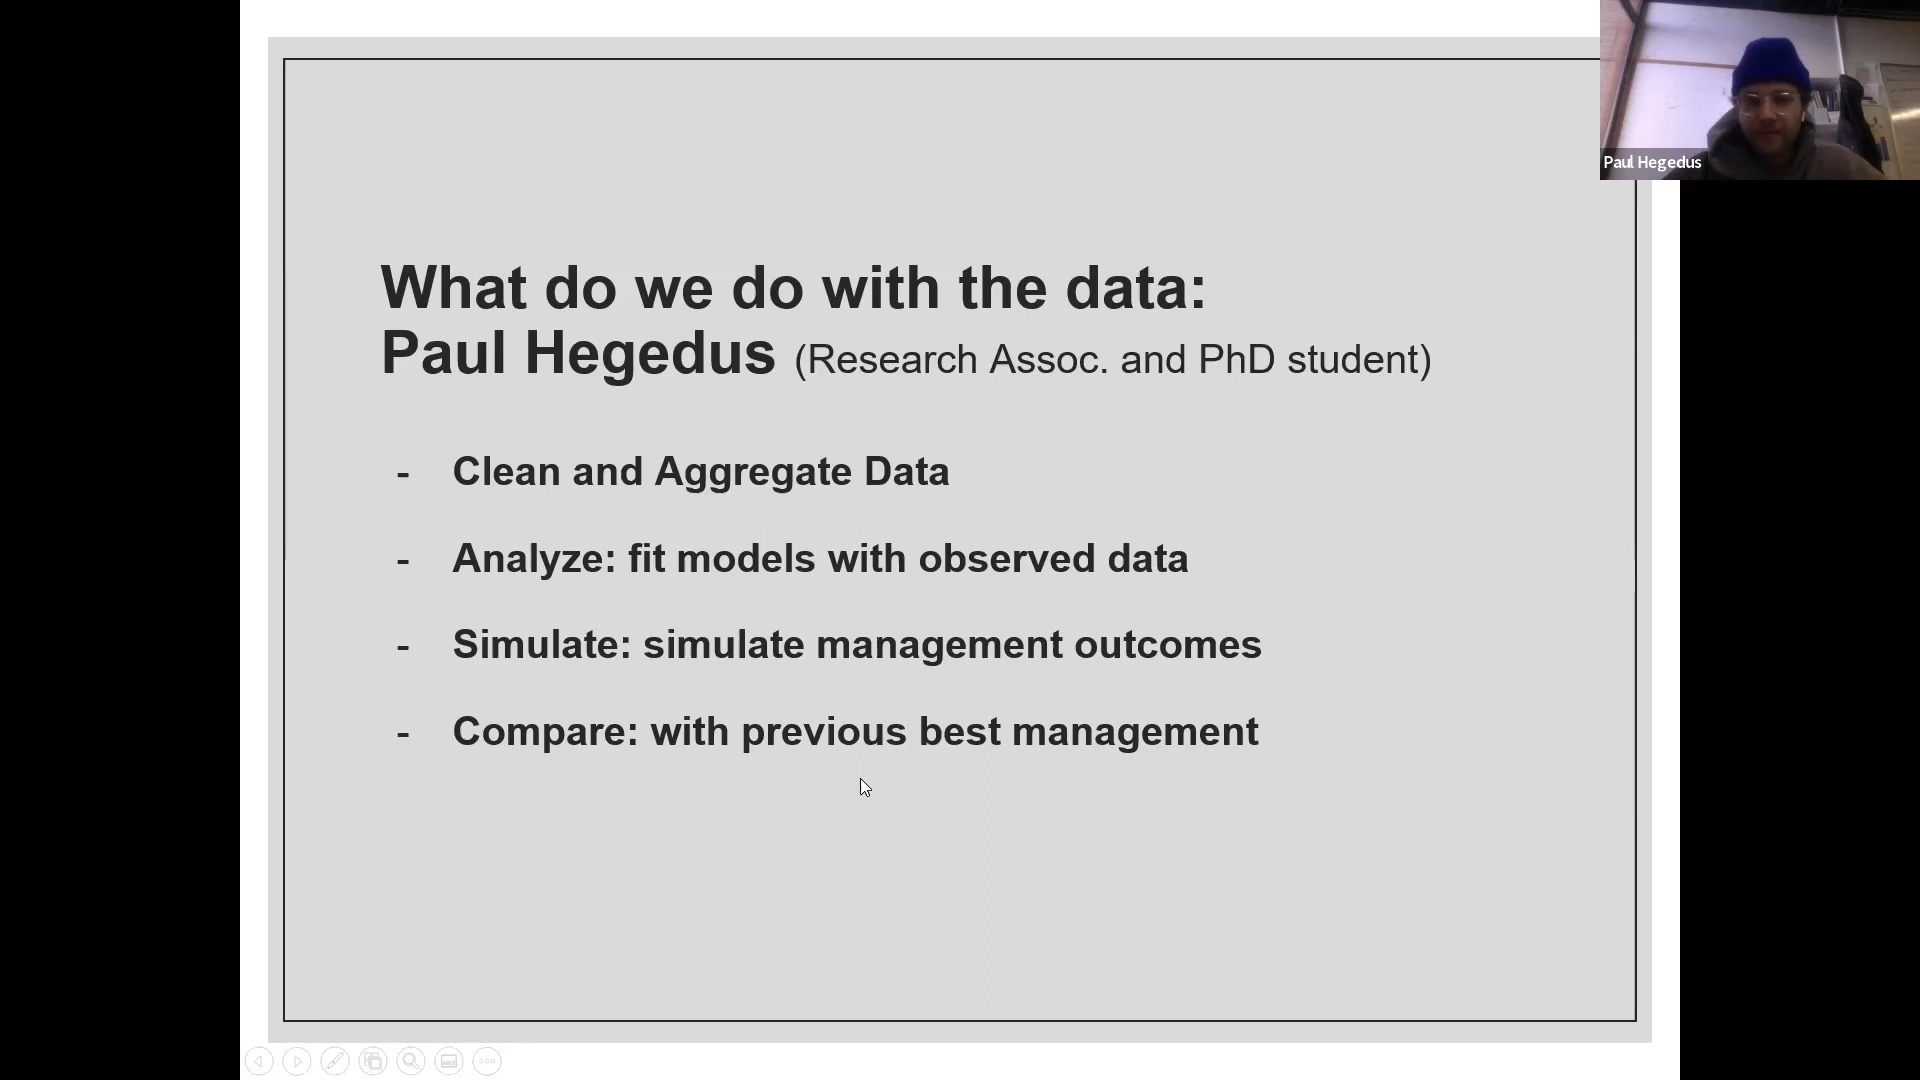 What do we do with the data:
Paul Hegedus (Research Assoc. and PhD student)
- Clean and Aggregate Data
- Analyze: fit models with observed data
- Simulate: simulate management outcomes
- Compare: with previous best management
Paul Hegedus